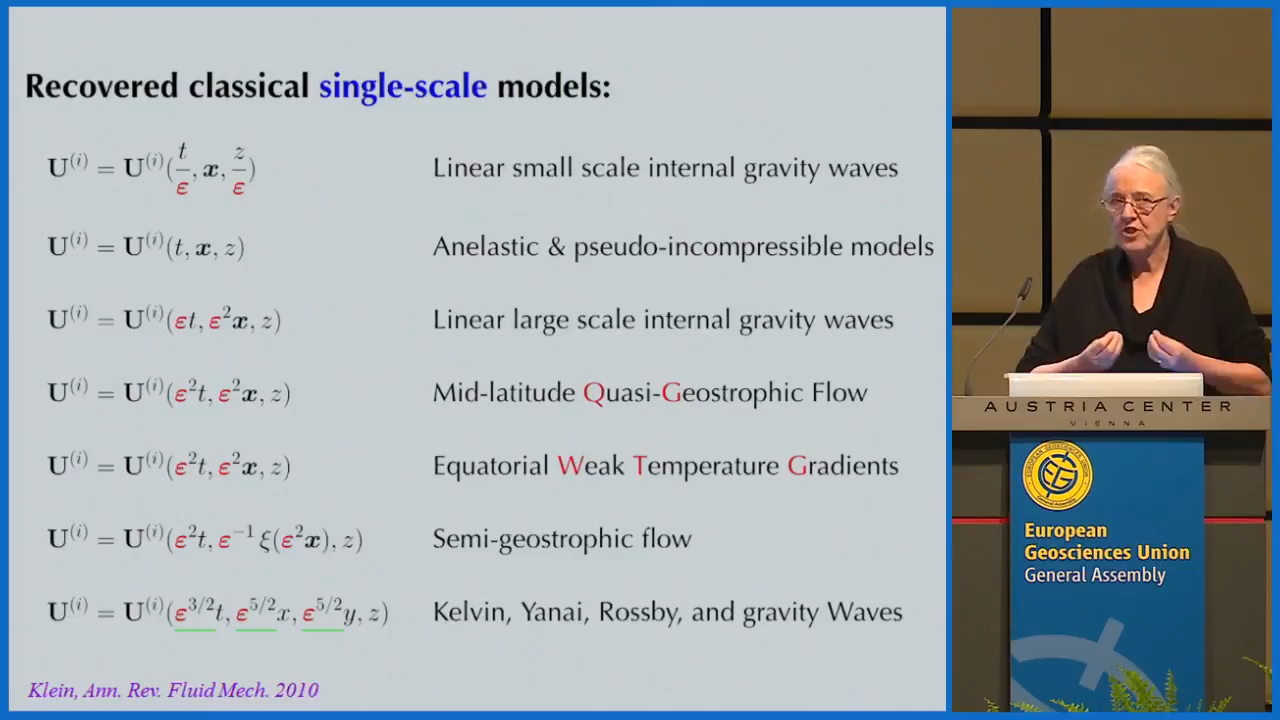 Recovered classical single-scale models:
U⁽ⁱ⁾ = U⁽ⁱ⁾(t/ε, x, z/ε) Linear small scale internal gravity waves
U⁽ⁱ⁾ = U⁽ⁱ⁾(t, x, z) Anelastic & pseudo-incompressible models
U⁽ⁱ⁾ = U⁽ⁱ⁾(εt, ε²x, z) Linear large scale internal gravity waves
U⁽ⁱ⁾ = U⁽ⁱ⁾(ε²t, ε²x, z) Mid-latitude Quasi-Geostrophic Flow
U⁽ⁱ⁾ = U⁽ⁱ⁾(ε²t, ε²x, z) Equatorial Weak Temperature Gradients
U⁽ⁱ⁾ = U⁽ⁱ⁾(ε²t, ε⁻¹ξ(ε²x), z) Semi-geostrophic flow
U⁽ⁱ⁾ = U⁽ⁱ⁾(ε^3/2 t, ε^5/2 x, ε^5/2 y, z) Kelvin, Yanai, Rossby, and gravity Waves
Klein, Ann. Rev. Fluid Mech. 2010
AUSTRIA CENTER
VIENNA
European
Geosciences Union
General Assembly